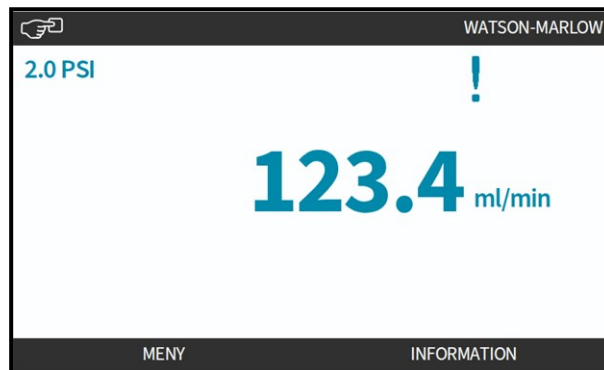 WATSON-MARLOW
2.0 PSI
!
123.4 ml/min
MENY INFORMATION